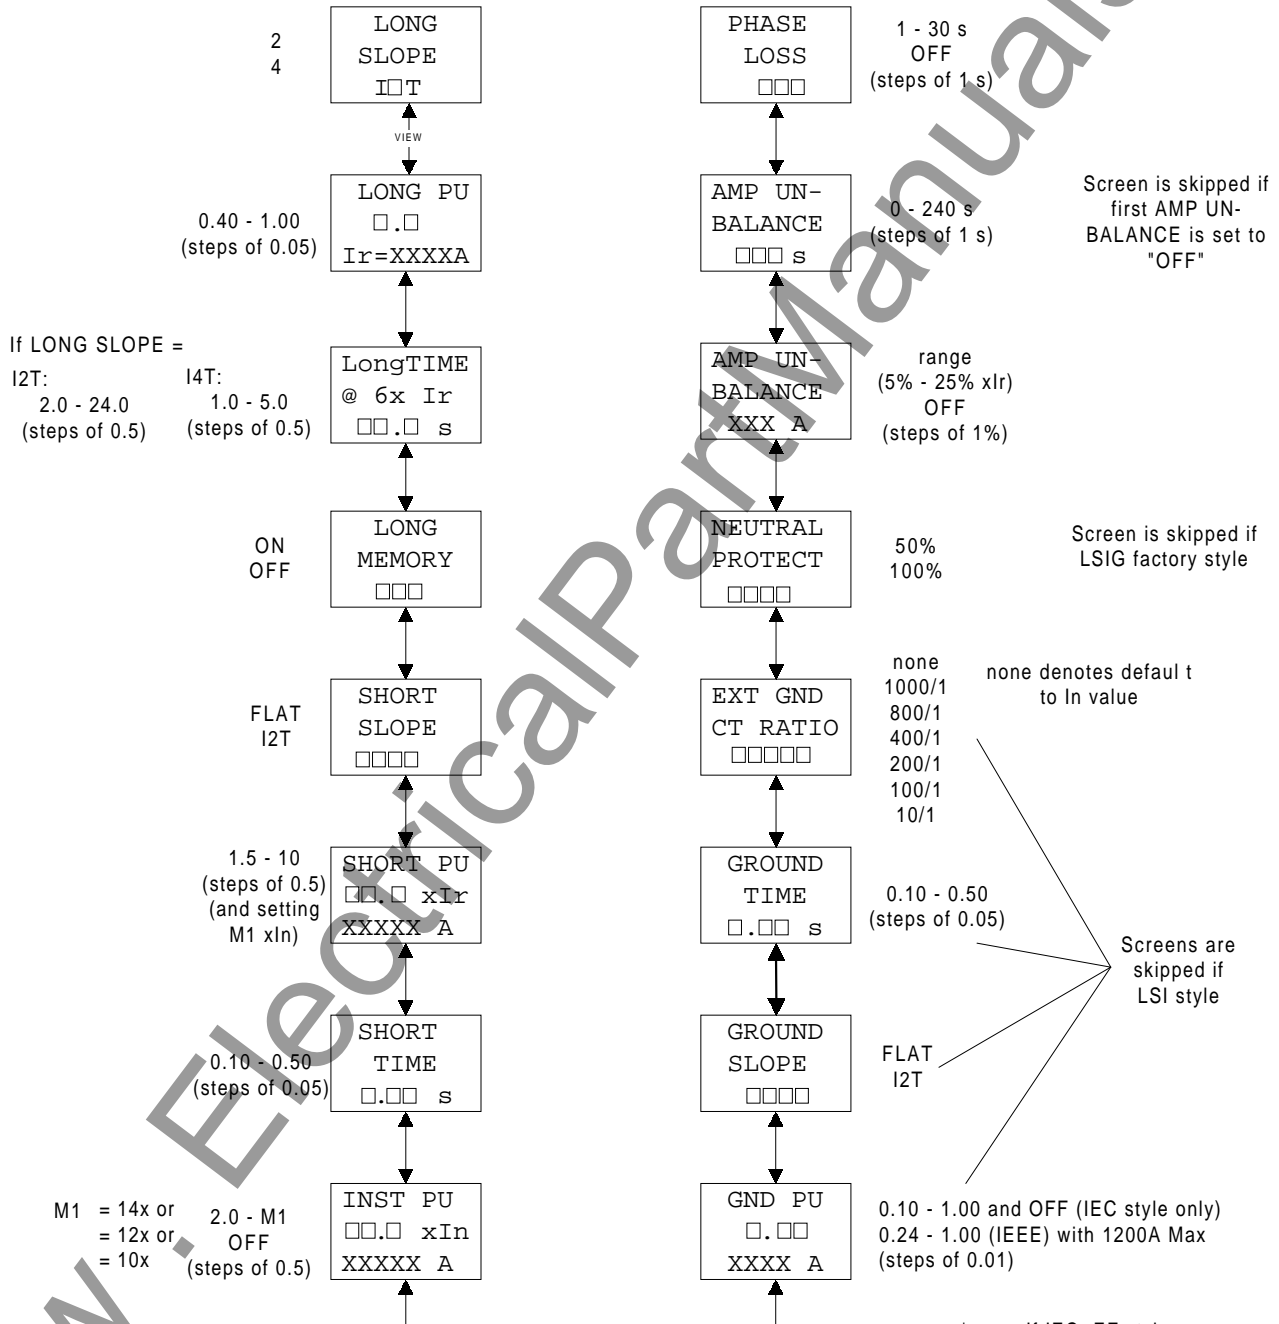 2
4
LONG
SLOPE
I□T
VIEW
0.40 - 1.00
(steps of 0.05)
LONG PU
□.□
Ir=XXXXA
If LONG SLOPE =
I2T:
2.0 - 24.0
(steps of 0.5)
I4T:
1.0 - 5.0
(steps of 0.5)
LongTIME
@ 6x Ir
□□.□ s
ON
OFF
LONG
MEMORY
□□□
FLAT
I2T
SHORT
SLOPE
□□□□
1.5 - 10
(steps of 0.5)
(and setting
M1 xIn)
SHORT PU
□□.□ xIr
XXXXX A
0.10 - 0.50
(steps of 0.05)
SHORT
TIME
□.□□ s
M1 = 14x or
= 12x or
= 10x
2.0 - M1
OFF
(steps of 0.5)
INST PU
□□.□ xIn
XXXXX A
PHASE
LOSS
□□□
1 - 30 s
OFF
(steps of 1 s)
AMP UN-
BALANCE
□□□ s
0 - 240 s
(steps of 1 s)
Screen is skipped if
first AMP UN-
BALANCE is set to
"OFF"
AMP UN-
BALANCE
XXX A
range
(5% - 25% xIr)
OFF
(steps of 1%)
NEUTRAL
PROTECT
□□□□
50%
100%
Screen is skipped if
LSIG factory style
EXT GND
CT RATIO
□□□□□
none
1000/1
800/1
400/1
200/1
100/1
10/1
none denotes defaul t
to In value
GROUND
TIME
□.□□ s
0.10 - 0.50
(steps of 0.05)
Screens are
skipped if
LSI style
GROUND
SLOPE
□□□□
FLAT
I2T
GND PU
□.□□
XXXX A
0.10 - 1.00 and OFF (IEC style only)
0.24 - 1.00 (IEEE) with 1200A Max
(steps of 0.01)
w . ElectricalPartManuals